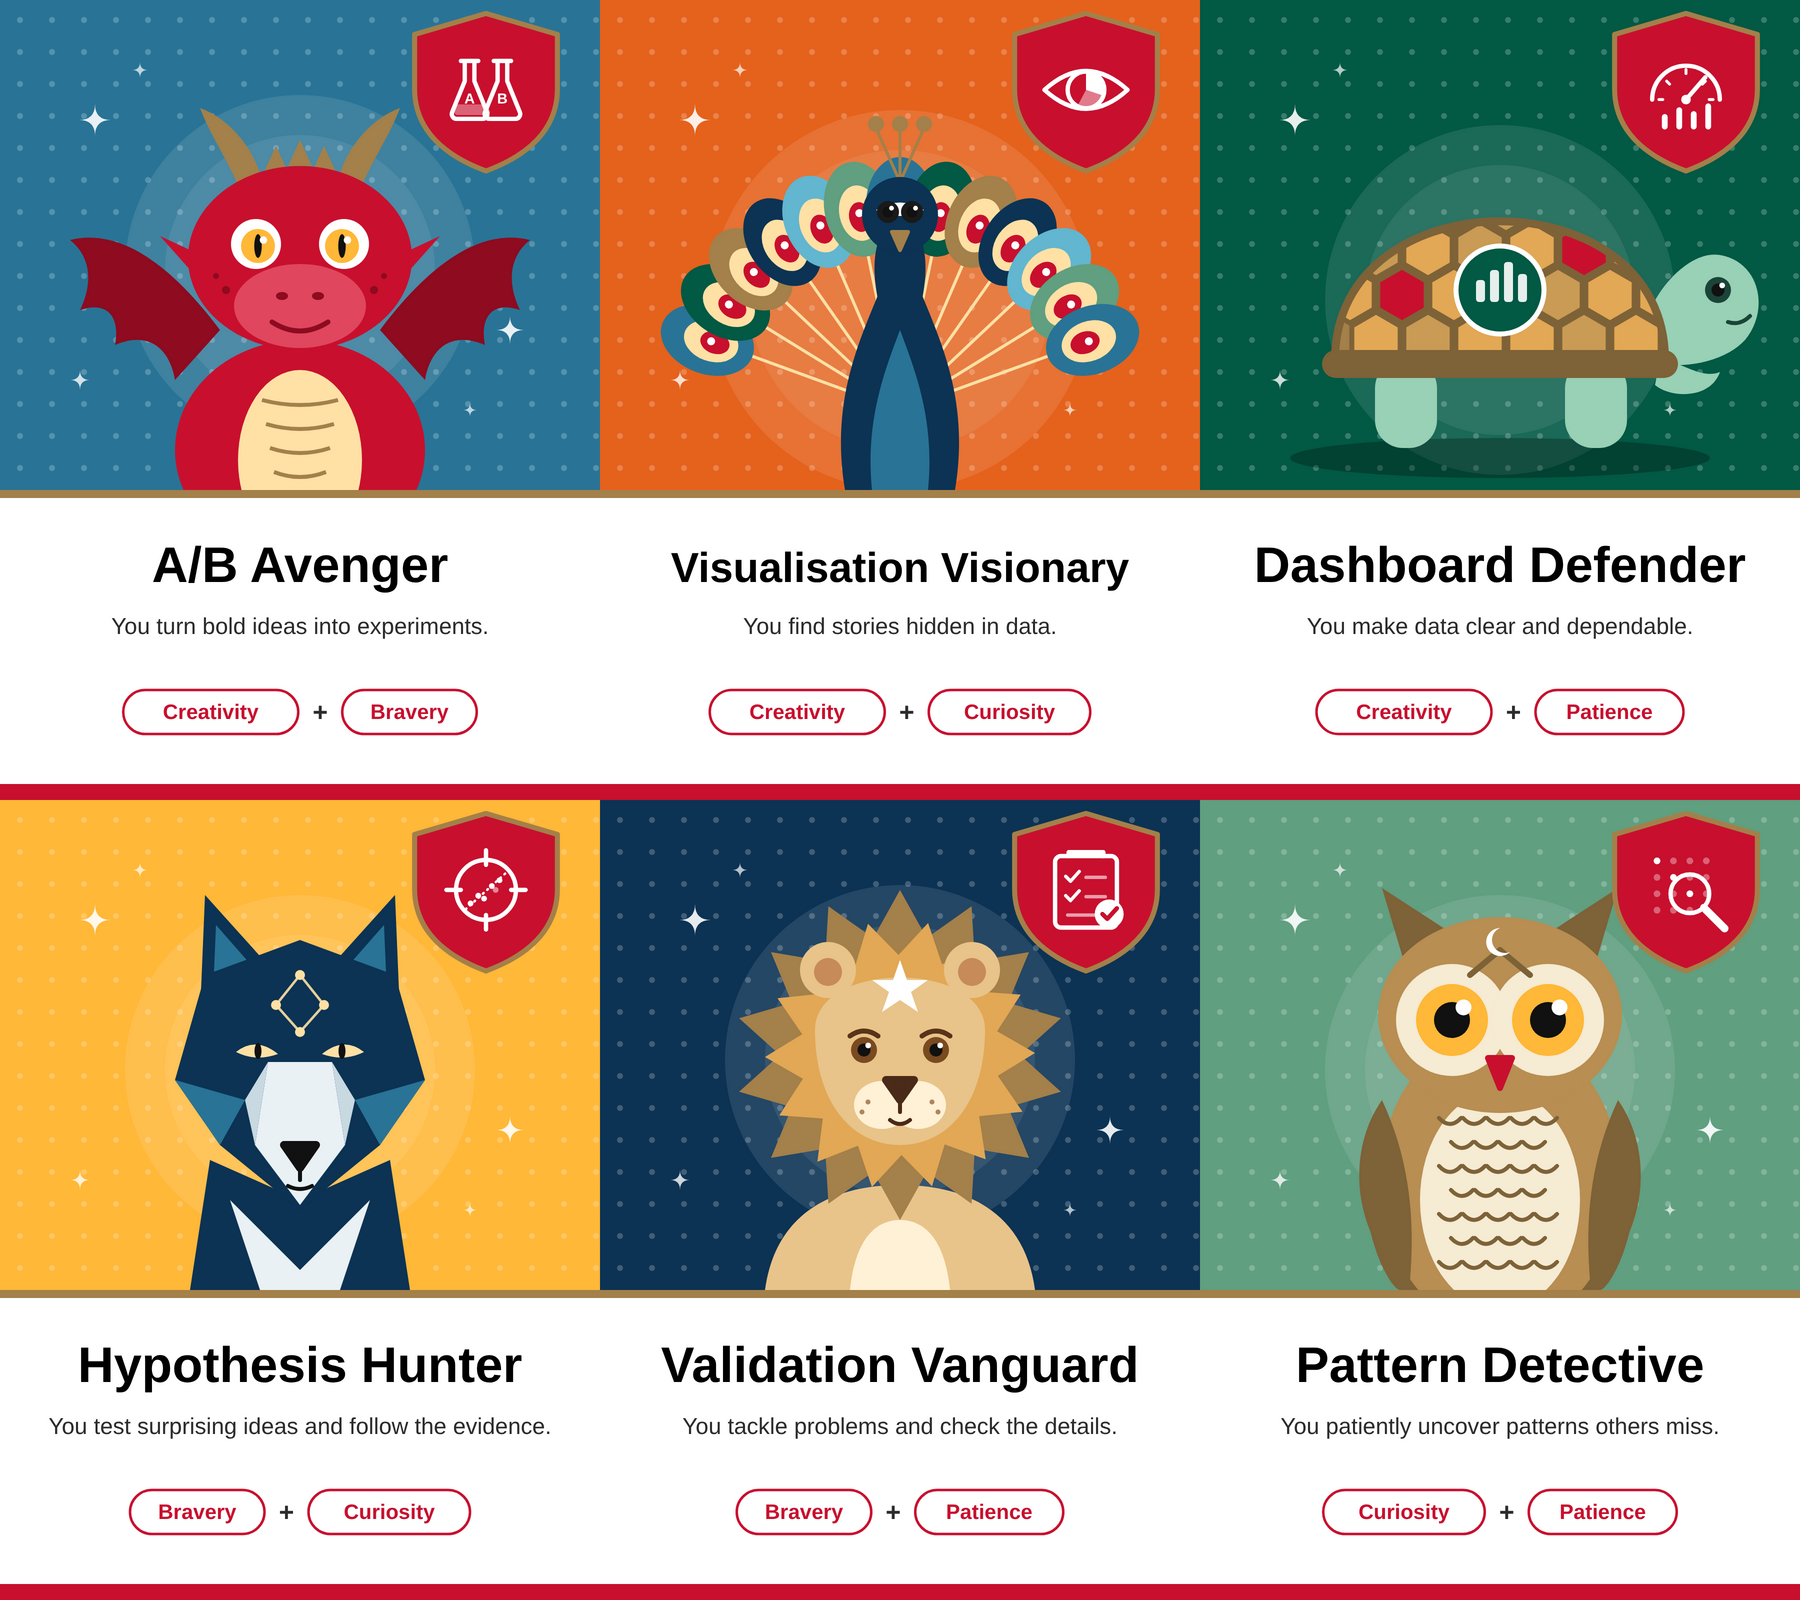 A B
A/B Avenger
You turn bold ideas into experiments.
Creativity + Bravery
Visualisation Visionary
You find stories hidden in data.
Creativity + Curiosity
Dashboard Defender
You make data clear and dependable.
Creativity + Patience
Hypothesis Hunter
You test surprising ideas and follow the evidence.
Bravery + Curiosity
Validation Vanguard
You tackle problems and check the details.
Bravery + Patience
Pattern Detective
You patiently uncover patterns others miss.
Curiosity + Patience